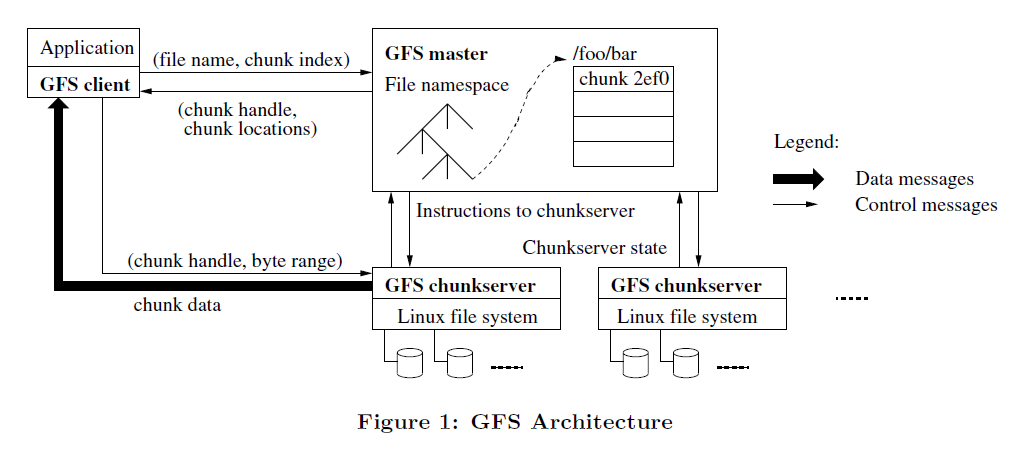 Application
GFS client
(file name, chunk index)
(chunk handle,
chunk locations)
GFS master
File namespace
/foo/bar
chunk 2ef0
Legend:
Data messages
Control messages
Instructions to chunkserver
Chunkserver state
(chunk handle, byte range)
chunk data
GFS chunkserver
Linux file system
GFS chunkserver
Linux file system
Figure 1: GFS Architecture